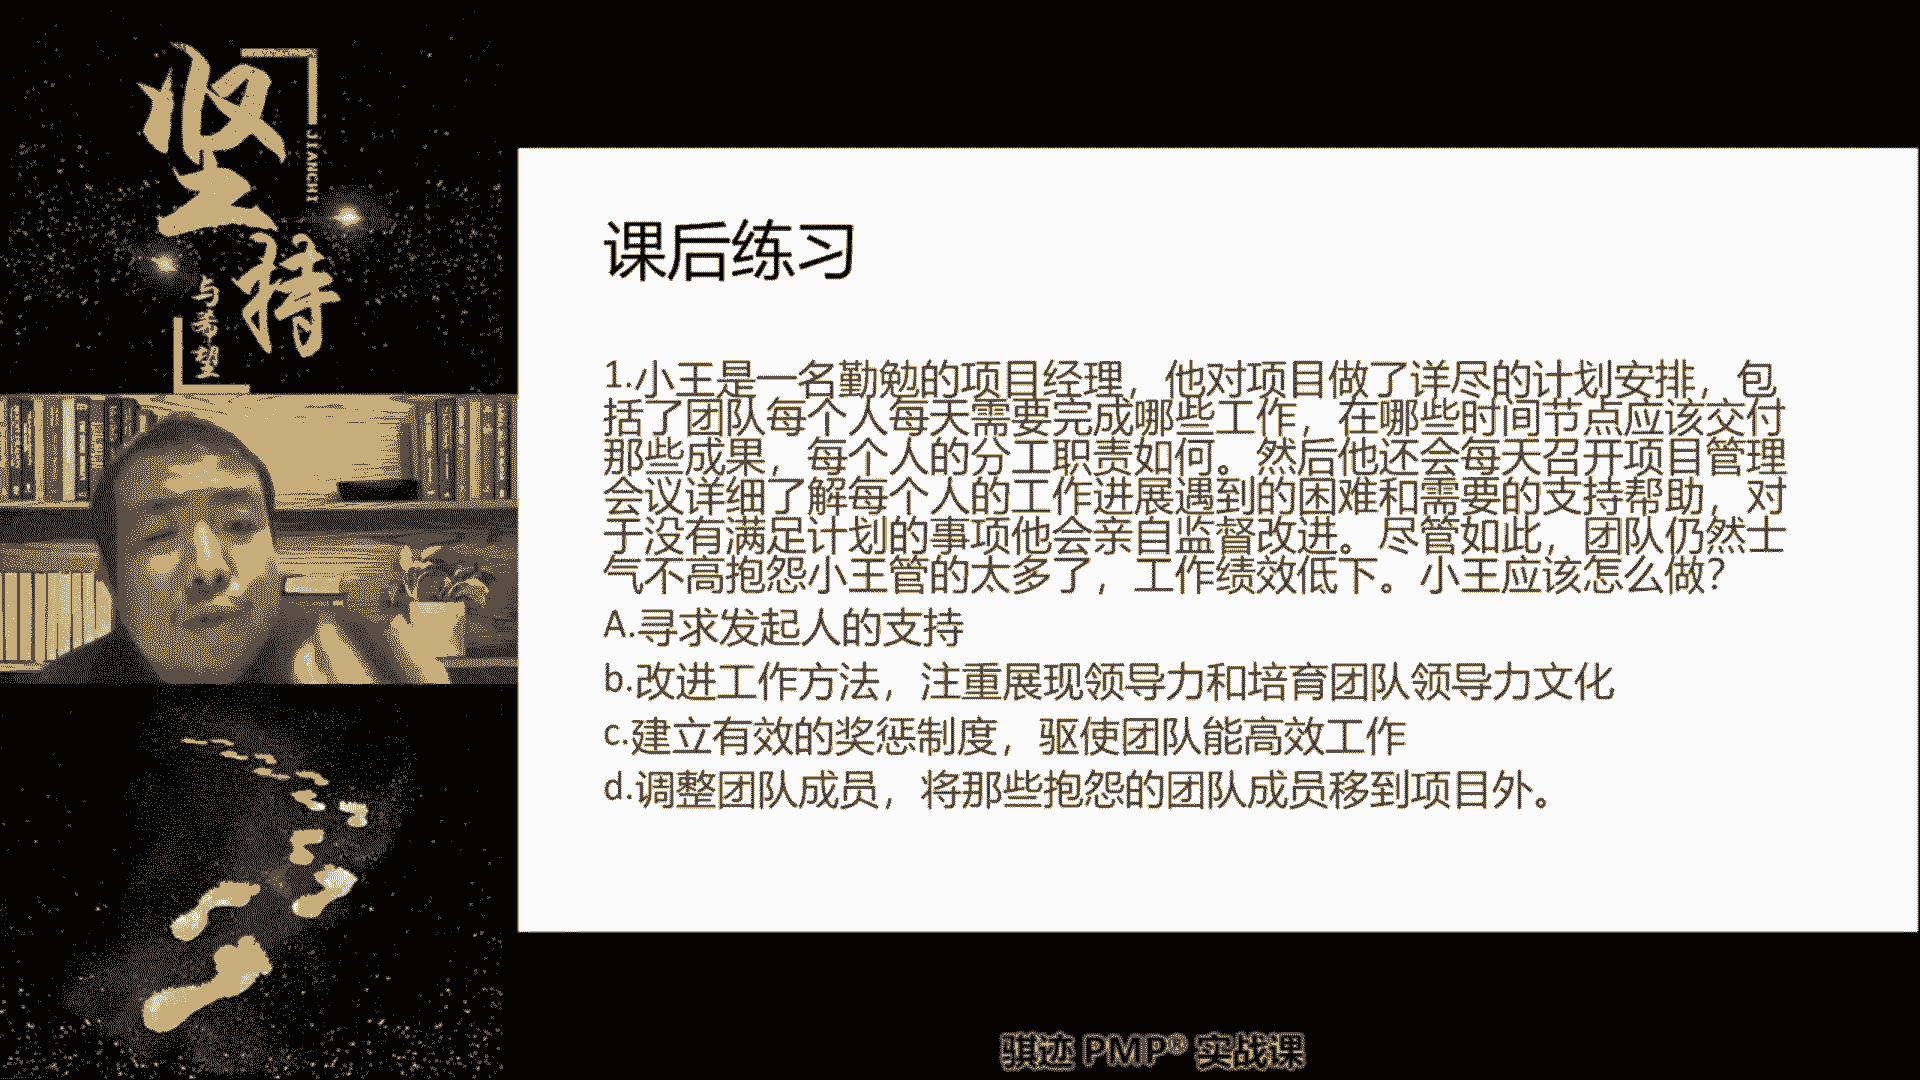 坚持
JIANCHI
与希望
课后练习
1.小王是一名勤勉的项目经理，他对项目做了详尽的计划安排，包
括了团队每个人每天需要完成哪些工作，在哪些时间节点应该交付
那些成果，每个人的分工职责如何。然后他还会每天召开项目管理
会议详细了解每个人的工作进展遇到的困难和需要的支持帮助，对
于没有满足计划的事项他会亲自监督改进。尽管如此，团队仍然士
气不高抱怨小王管的太多了，工作绩效低下。小王应该怎么做？
A.寻求发起人的支持
b.改进工作方法，注重展现领导力和培育团队领导力文化
c.建立有效的奖惩制度，驱使团队能高效工作
d.调整团队成员，将那些抱怨的团队成员移到项目外。
骐迹 PMP® 实战课